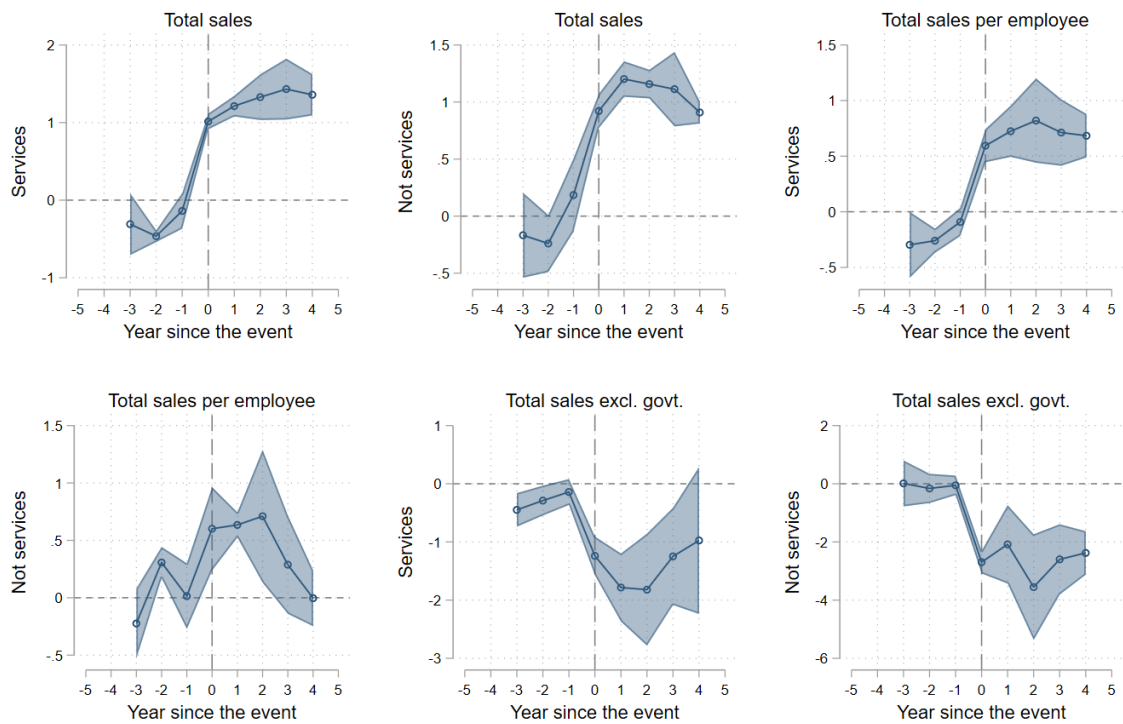 Total sales
Services
2
1
0
-1
-5 -4 -3 -2 -1 0 1 2 3 4 5
Year since the event
Total sales
Not services
1.5
1
.5
0
-.5
-5 -4 -3 -2 -1 0 1 2 3 4 5
Year since the event
Total sales per employee
Services
1.5
1
.5
0
-.5
-5 -4 -3 -2 -1 0 1 2 3 4 5
Year since the event
Total sales per employee
Not services
1.5
1
.5
0
-.5
-5 -4 -3 -2 -1 0 1 2 3 4 5
Year since the event
Total sales excl. govt.
Services
1
0
-1
-2
-3
-5 -4 -3 -2 -1 0 1 2 3 4 5
Year since the event
Total sales excl. govt.
Not services
2
0
-2
-4
-6
-5 -4 -3 -2 -1 0 1 2 3 4 5
Year since the event